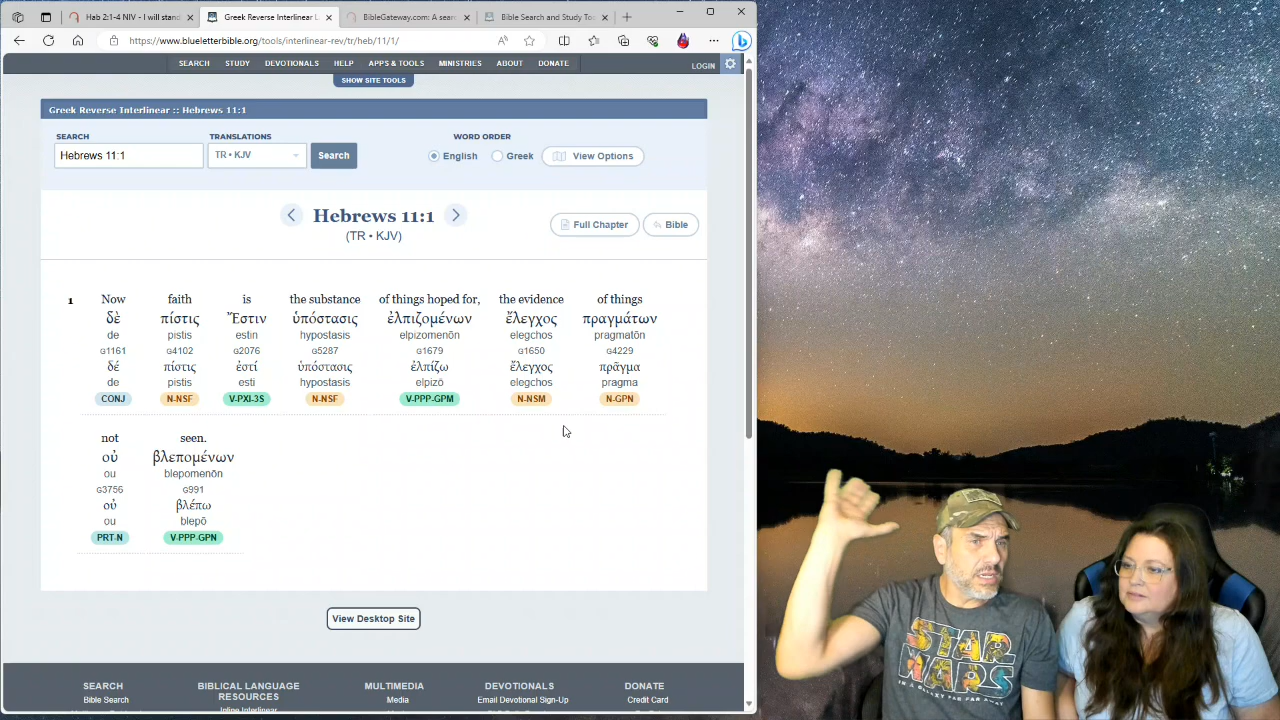 Hab 2:1-4 NIV - I will stand
Greek Reverse Interlinear L
BibleGateway.com: A sear
Bible Search and Study To
https://www.blueletterbible.org/tools/interlinear-rev/tr/heb/11/1/
SEARCH STUDY DEVOTIONALS HELP APPS & TOOLS MINISTRIES ABOUT DONATE LOGIN
SHOW SITE TOOLS
Greek Reverse Interlinear :: Hebrews 11:1
SEARCH TRANSLATIONS WORD ORDER
Hebrews 11:1 TR • KJV Search English Greek View Options
Hebrews 11:1
(TR • KJV)
Full Chapter Bible
1 Now faith is the substance of things hoped for, the evidence of things
δὲ πίστις Ἔστιν ὑπόστασις ἐλπιζομένων ἔλεγχος πραγμάτων
de pistis estin hypostasis elpizomenōn elegchos pragmatōn
G1161 G4102 G2076 G5287 G1679 G1650 G4229
δέ πίστις ἐστί ὑπόστασις ἐλπίζω ἔλεγχος πρᾶγμα
de pistis esti hypostasis elpizō elegchos pragma
CONJ N-NSF V-PXI-3S N-NSF V-PPP-GPM N-NSM N-GPN
not seen.
οὐ βλεπομένων
ou blepomenōn
G3756 G991
οὐ βλέπω
ou blepō
PRT-N V-PPP-GPN
View Desktop Site
SEARCH BIBLICAL LANGUAGE MULTIMEDIA DEVOTIONALS DONATE
RESOURCES
Bible Search Media Email Devotional Sign-Up Credit Card
Inline Interlinear
STAR
WARS
IN A GALAXY FAR FAR AWAY